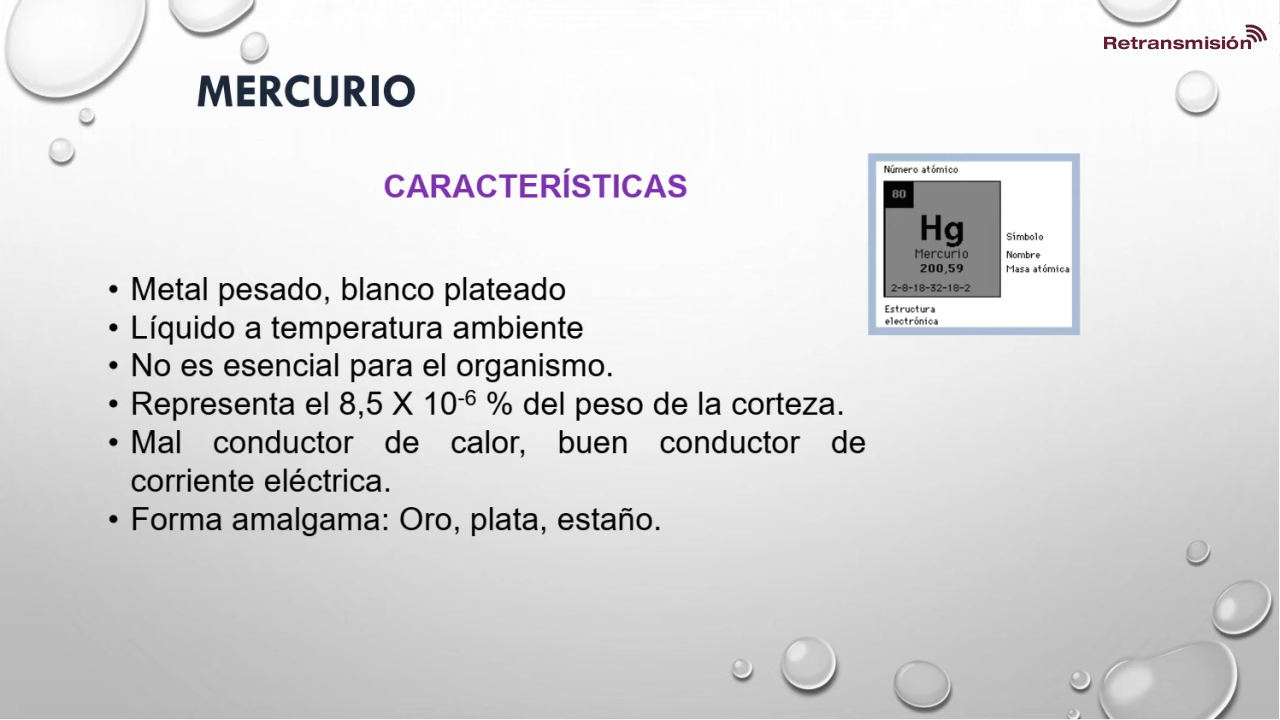 Retransmisión
MERCURIO
CARACTERÍSTICAS
Número atómico
80
Hg
Mercurio
200,59
2-8-18-32-18-2
Símbolo
Nombre
Masa atómica
Estructura
electrónica
• Metal pesado, blanco plateado
• Líquido a temperatura ambiente
• No es esencial para el organismo.
• Representa el 8,5 X 10⁻⁶ % del peso de la corteza.
• Mal conductor de calor, buen conductor de
corriente eléctrica.
• Forma amalgama: Oro, plata, estaño.